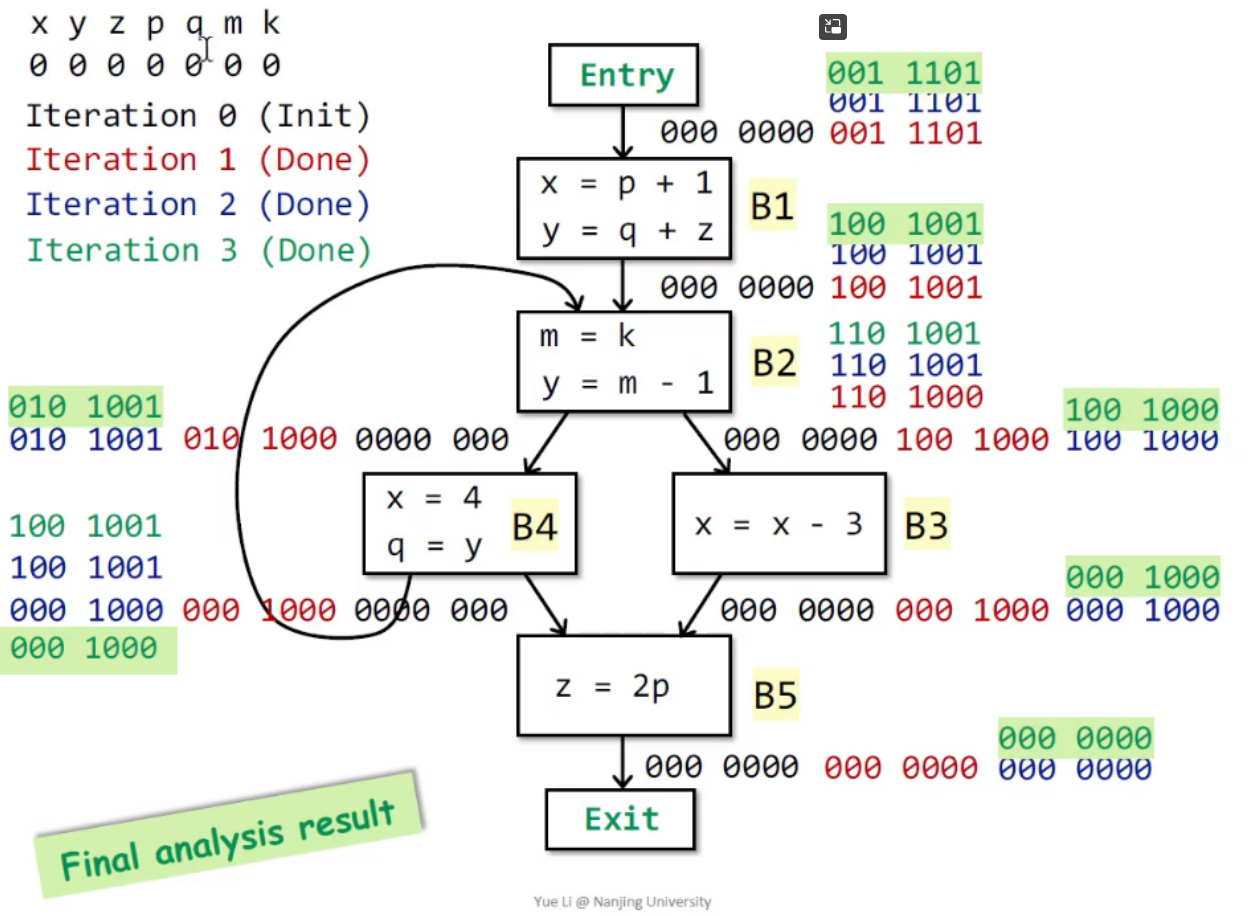 x y z p q m k
0 0 0 0 0 0 0
Iteration 0 (Init)
Iteration 1 (Done)
Iteration 2 (Done)
Iteration 3 (Done)
Entry
001 1101
001 1101
000 0000 001 1101
x = p + 1
y = q + z
B1
100 1001
100 1001
000 0000 100 1001
m = k
y = m - 1
B2
110 1001
110 1001
110 1000
010 1001
010 1001 010 1000 0000 000
100 1000
000 0000 100 1000 100 1000
x = 4
q = y
B4
x = x - 3
B3
100 1001
100 1001
000 1000 000 1000 0000 000
000 1000
000 1000
000 0000 000 1000 000 1000
z = 2p
B5
000 0000
000 0000 000 0000 000 0000
Exit
Final analysis result
Yue Li @ Nanjing University